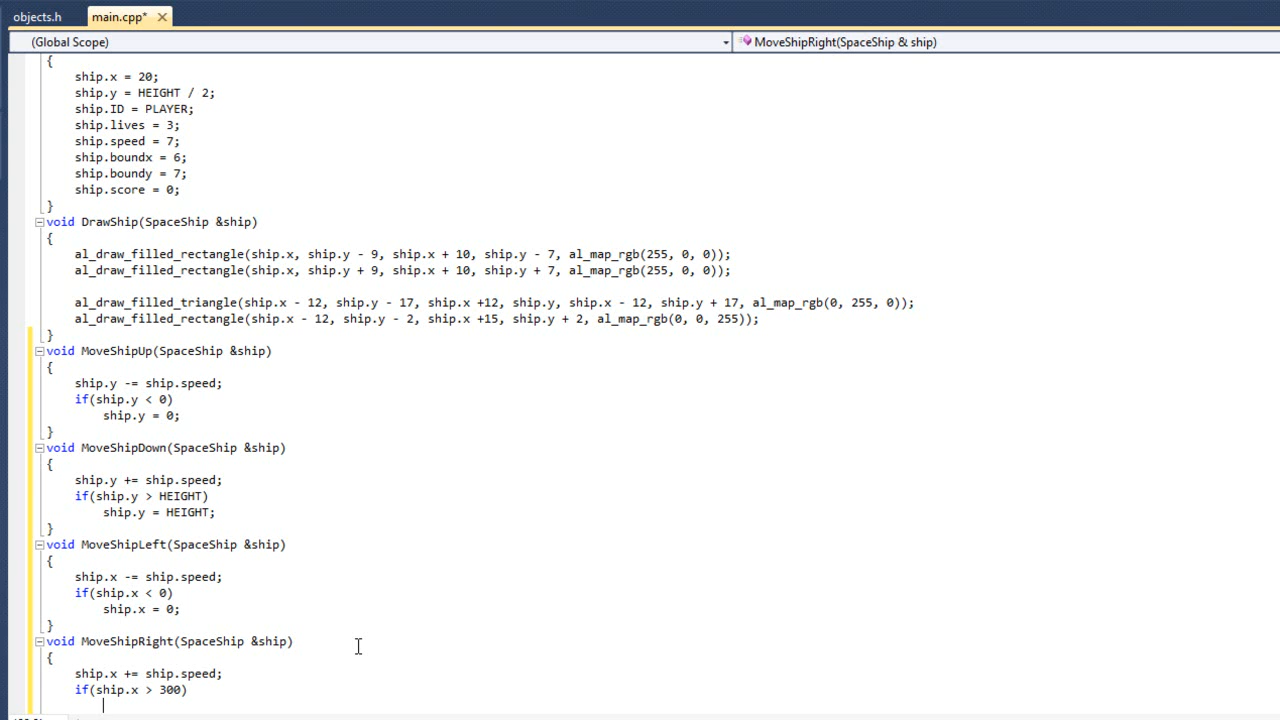 objects.h main.cpp*
(Global Scope) MoveShipRight(SpaceShip & ship)
{
ship.x = 20;
ship.y = HEIGHT / 2;
ship.ID = PLAYER;
ship.lives = 3;
ship.speed = 7;
ship.boundx = 6;
ship.boundy = 7;
ship.score = 0;
}
void DrawShip(SpaceShip &ship)
{
al_draw_filled_rectangle(ship.x, ship.y - 9, ship.x + 10, ship.y - 7, al_map_rgb(255, 0, 0));
al_draw_filled_rectangle(ship.x, ship.y + 9, ship.x + 10, ship.y + 7, al_map_rgb(255, 0, 0));
al_draw_filled_triangle(ship.x - 12, ship.y - 17, ship.x +12, ship.y, ship.x - 12, ship.y + 17, al_map_rgb(0, 255, 0));
al_draw_filled_rectangle(ship.x - 12, ship.y - 2, ship.x +15, ship.y + 2, al_map_rgb(0, 0, 255));
}
void MoveShipUp(SpaceShip &ship)
{
ship.y -= ship.speed;
if(ship.y < 0)
ship.y = 0;
}
void MoveShipDown(SpaceShip &ship)
{
ship.y += ship.speed;
if(ship.y > HEIGHT)
ship.y = HEIGHT;
}
void MoveShipLeft(SpaceShip &ship)
{
ship.x -= ship.speed;
if(ship.x < 0)
ship.x = 0;
}
void MoveShipRight(SpaceShip &ship)
{
ship.x += ship.speed;
if(ship.x > 300)